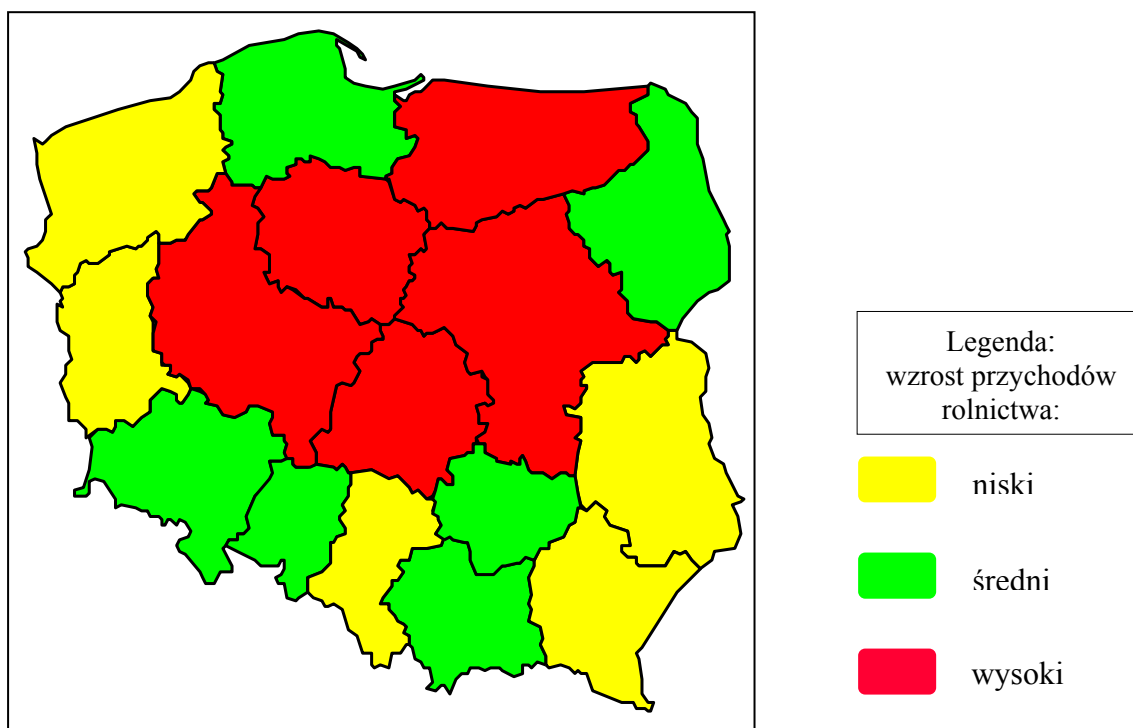 Legenda:
wzrost przychodów
rolnictwa:
niski
średni
wysoki